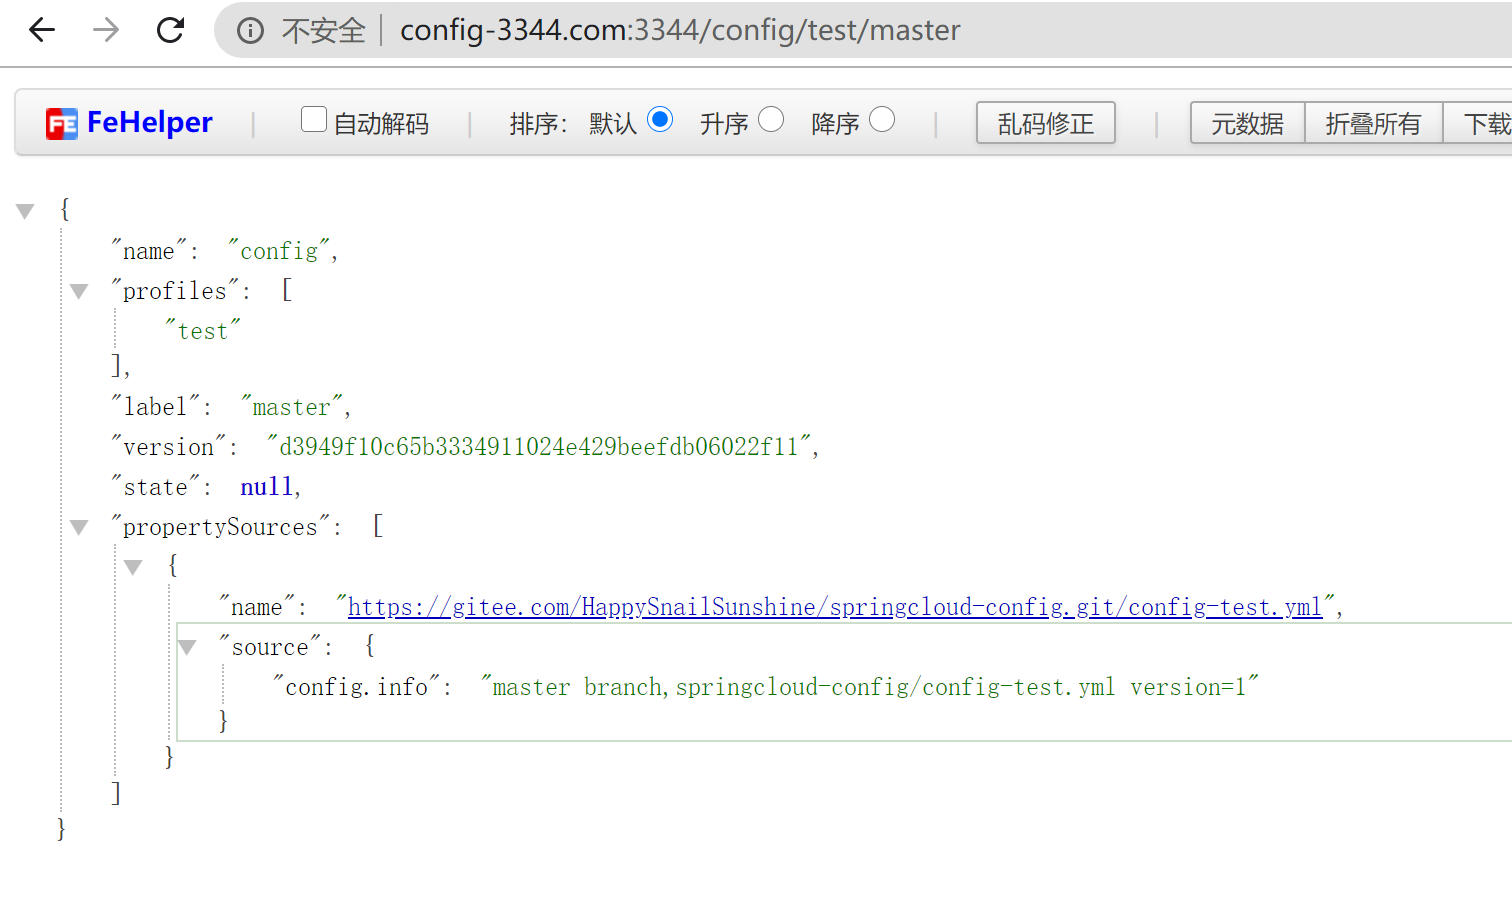 不安全 config-3344.com:3344/config/test/master
FeHelper 自动解码 排序： 默认 升序 降序 乱码修正 元数据 折叠所有 下载
{
"name": "config",
"profiles": [
"test"
],
"label": "master",
"version": "d3949f10c65b3334911024e429beefdb06022f11",
"state": null,
"propertySources": [
{
"name": "https://gitee.com/HappySnailSunshine/springcloud-config.git/config-test.yml",
"source": {
"config.info": "master branch,springcloud-config/config-test.yml version=1"
}
}
]
}